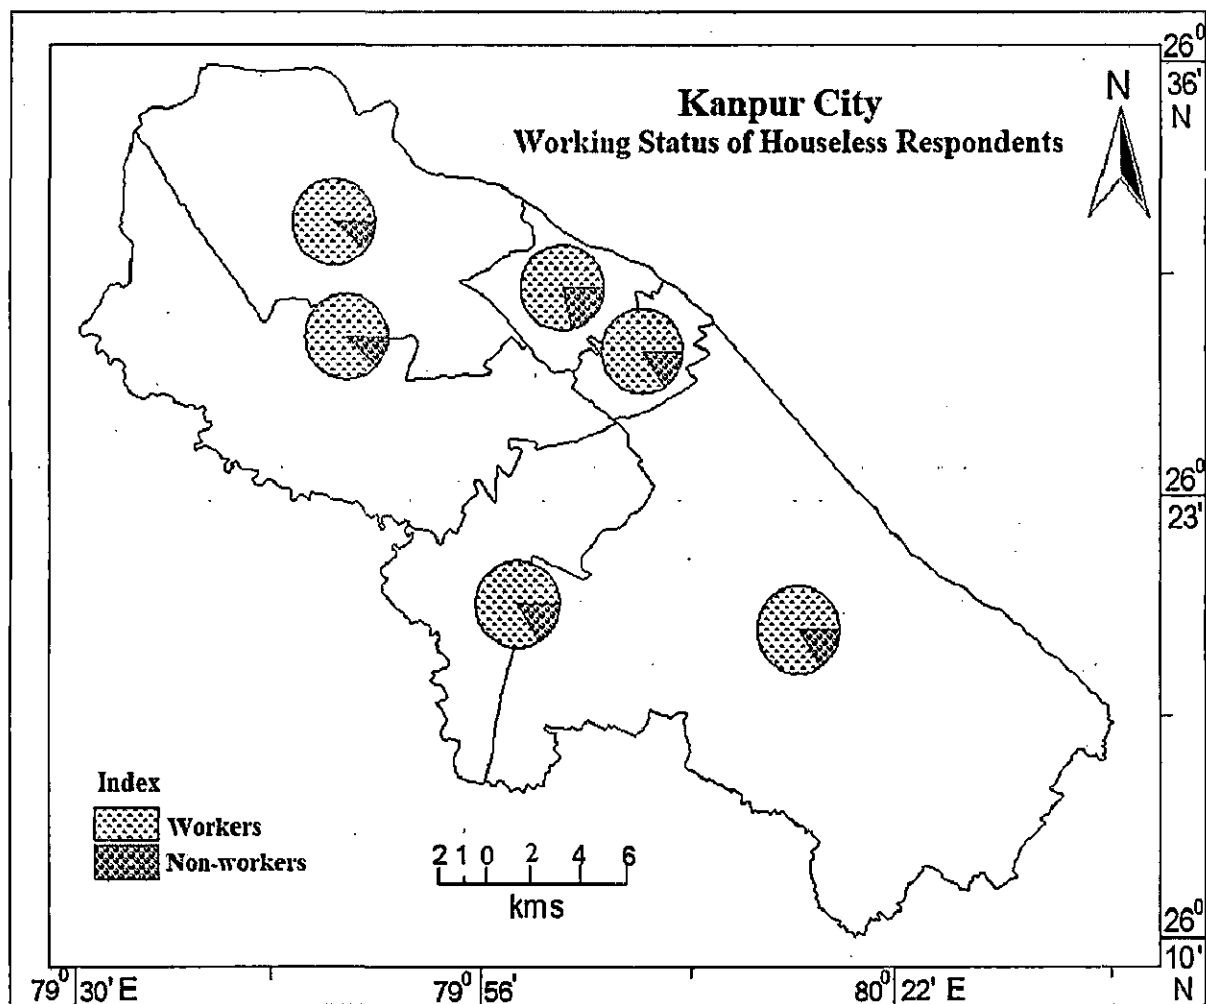 Kanpur City
Working Status of Houseless Respondents
N
26⁰
36'
N
26⁰
23'
26⁰
10'
N
Index
Workers
Non-workers
2 1 0 2 4 6
kms
79⁰ 30' E
79⁰ 56'
80⁰ 22' E